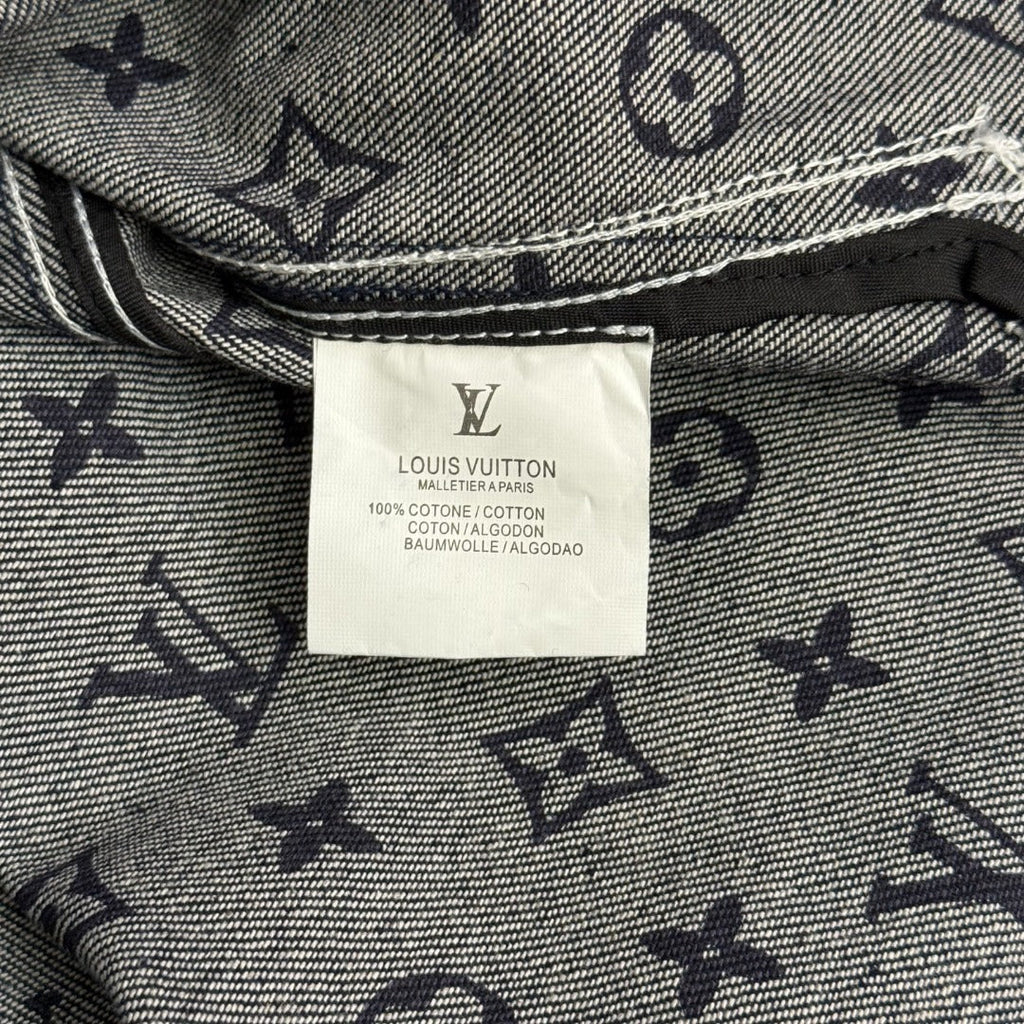 LV
LOUIS VUITTON
MALLETIER A PARIS
100% COTONE / COTTON
COTON / ALGODON
BAUMWOLLE / ALGODAO